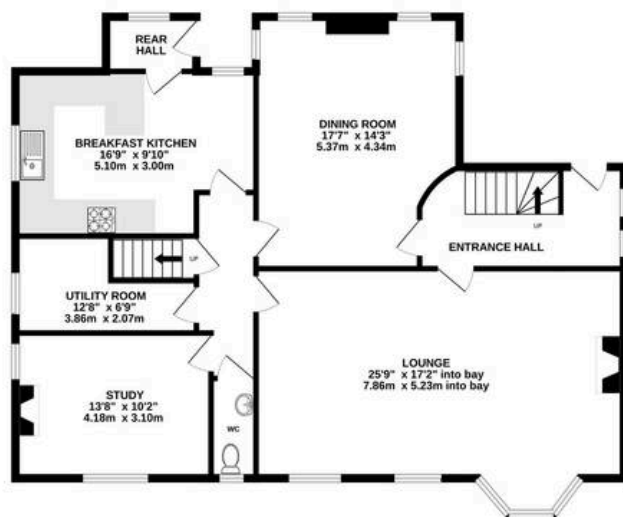 REAR
HALL
BREAKFAST KITCHEN
16'9" x 9'10"
5.10m x 3.00m
DINING ROOM
17'7" x 14'3"
5.37m x 4.34m
UP
ENTRANCE HALL
UP
UTILITY ROOM
12'8" x 6'9"
3.86m x 2.07m
LOUNGE
25'9" x 17'2" into bay
7.86m x 5.23m into bay
STUDY
13'8" x 10'2"
4.18m x 3.10m
WC